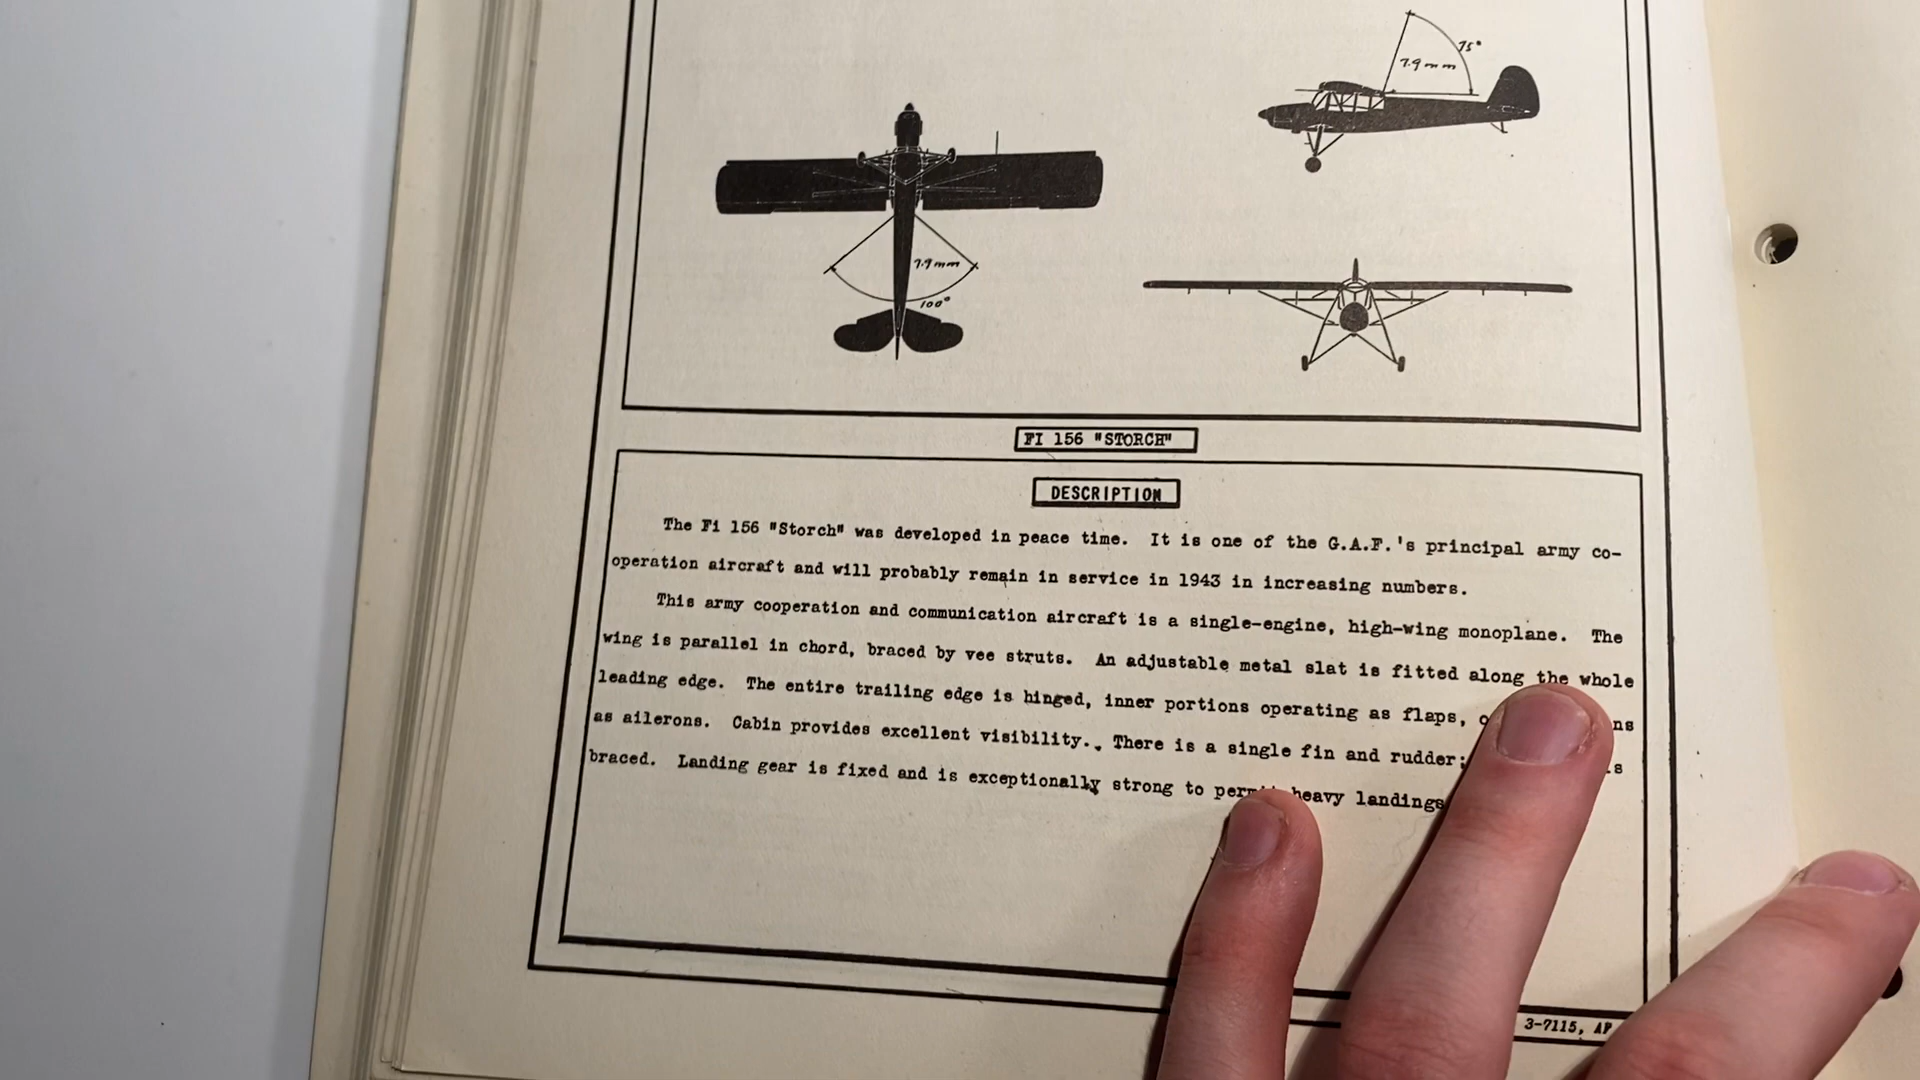 75°
7.9 mm
7.9 mm
100°
FI 156 "STORCH"
DESCRIPTION
The Fi 156 "Storch" was developed in peace time. It is one of the G.A.F.'s principal army co-
operation aircraft and will probably remain in service in 1943 in increasing numbers.
This army cooperation and communication aircraft is a single-engine, high-wing monoplane. The
wing is parallel in chord, braced by vee struts. An adjustable metal slat is fitted along the whole
leading edge. The entire trailing edge is hinged, inner portions operating as flaps,
as ailerons. Cabin provides excellent visibility. There is a single fin and rudder;
braced. Landing gear is fixed and is exceptionally strong to permit heavy landings
3-7115, AF